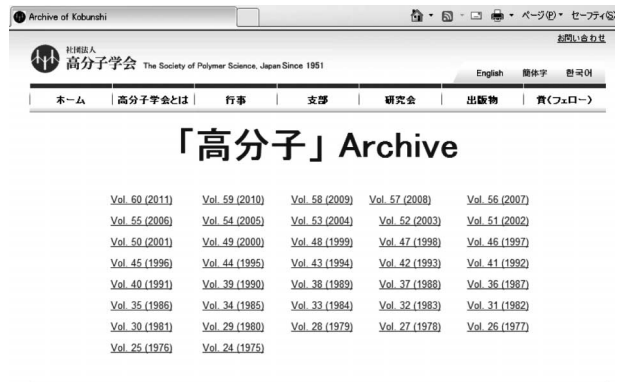 Archive of Kobunshi
ページ(P) セーフティ(S
お問い合わせ
社団法人
高分子学会 The Society of Polymer Science, Japan Since 1951
English 簡体字 한국어
ホーム 高分子学会とは 行事 支部 研究会 出版物 賞(フェロー)
「高分子」 Archive
Vol. 60 (2011) Vol. 59 (2010) Vol. 58 (2009) Vol. 57 (2008) Vol. 56 (2007)
Vol. 55 (2006) Vol. 54 (2005) Vol. 53 (2004) Vol. 52 (2003) Vol. 51 (2002)
Vol. 50 (2001) Vol. 49 (2000) Vol. 48 (1999) Vol. 47 (1998) Vol. 46 (1997)
Vol. 45 (1996) Vol. 44 (1995) Vol. 43 (1994) Vol. 42 (1993) Vol. 41 (1992)
Vol. 40 (1991) Vol. 39 (1990) Vol. 38 (1989) Vol. 37 (1988) Vol. 36 (1987)
Vol. 35 (1986) Vol. 34 (1985) Vol. 33 (1984) Vol. 32 (1983) Vol. 31 (1982)
Vol. 30 (1981) Vol. 29 (1980) Vol. 28 (1979) Vol. 27 (1978) Vol. 26 (1977)
Vol. 25 (1976) Vol. 24 (1975)